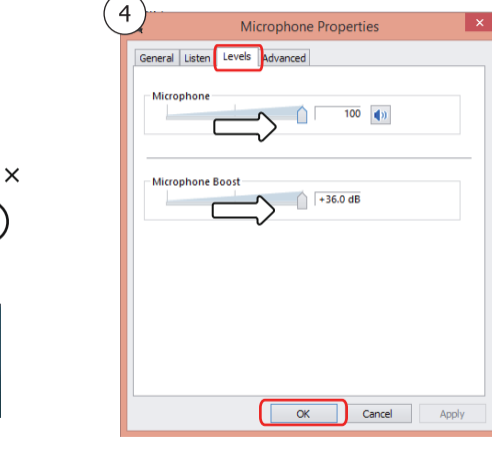 4
Microphone Properties
General Listen Levels Advanced
Microphone
100
Microphone Boost
+36.0 dB
OK Cancel Apply